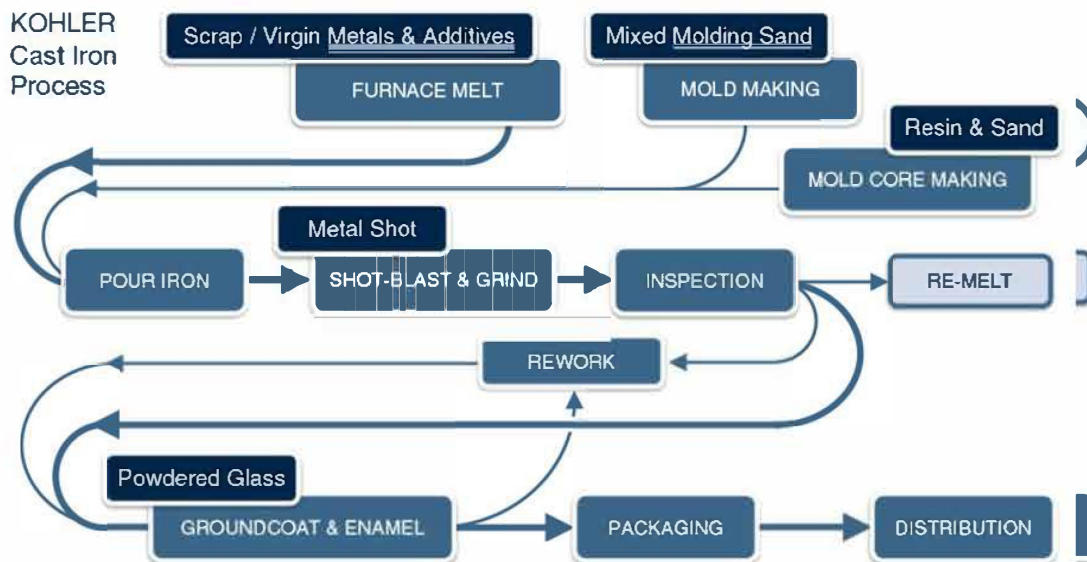 KOHLER
Cast Iron
Process
Scrap / Virgin Metals & Additives
FURNACE MELT
Mixed Molding Sand
MOLD MAKING
Resin & Sand
MOLD CORE MAKING
Metal Shot
POUR IRON
SHOT-BLAST & GRIND
INSPECTION
RE-MELT
REWORK
Powdered Glass
GROUNDCOAT & ENAMEL
PACKAGING
DISTRIBUTION